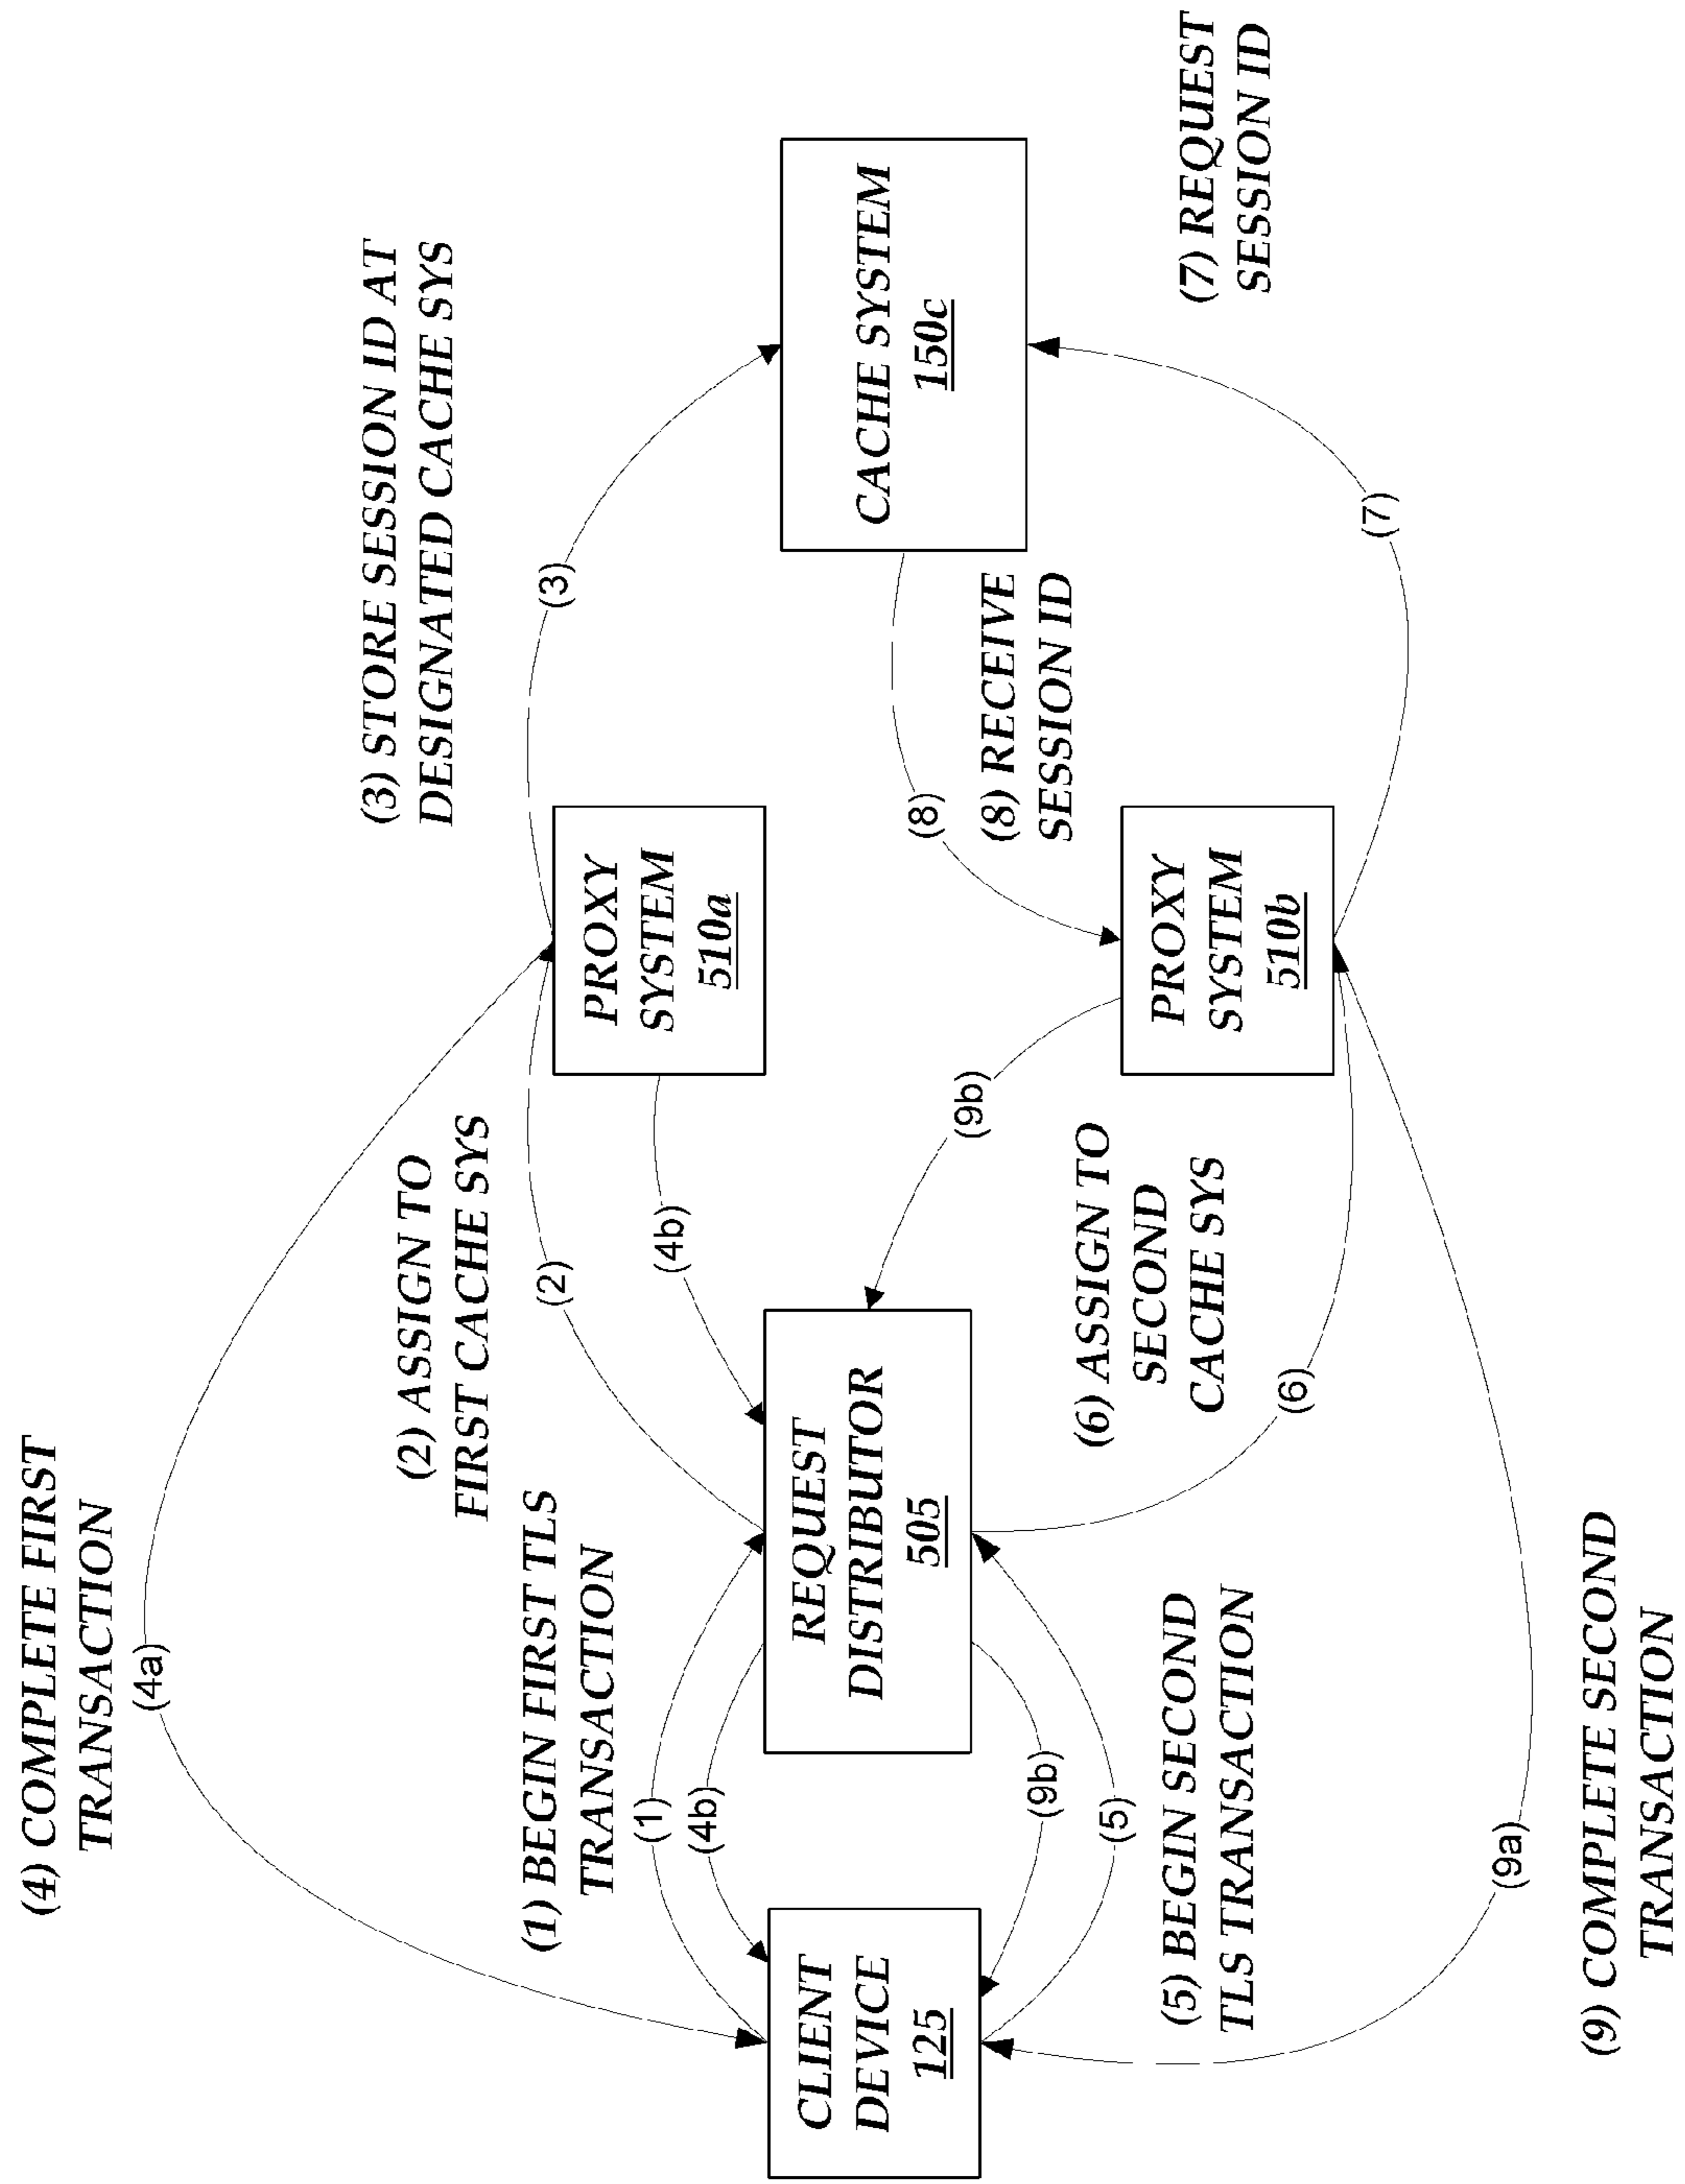 (4) COMPLETE FIRST
TRANSACTION
(4a)
(3) STORE SESSION ID AT
DESIGNATED CACHE SYS
(2) ASSIGN TO
FIRST CACHE SYS
(1) BEGIN FIRST TLS
TRANSACTION
(3)
(2)
(1)
(4b)
(4b)
PROXY
SYSTEM
510a
CLIENT
DEVICE
125
REQUEST
DISTRIBUTOR
505
CACHE SYSTEM
150c
(8)
(8) RECEIVE
SESSION ID
(9b)
(9b)
(6) ASSIGN TO
SECOND
CACHE SYS
(5)
(5) BEGIN SECOND
TLS TRANSACTION
(6)
PROXY
SYSTEM
510b
(7)
(7) REQUEST
SESSION ID
(9a)
(9) COMPLETE SECOND
TRANSACTION